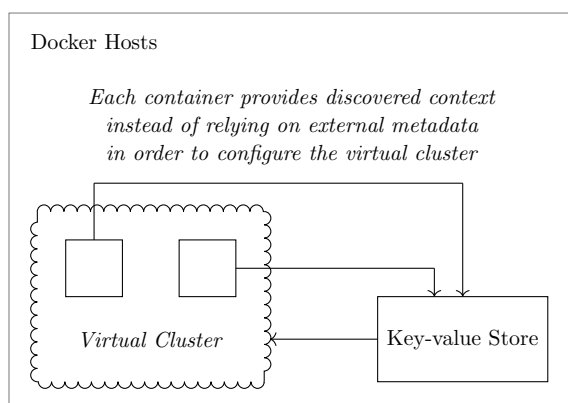 Docker Hosts
Each container provides discovered context
instead of relying on external metadata
in order to configure the virtual cluster
Virtual Cluster
Key-value Store